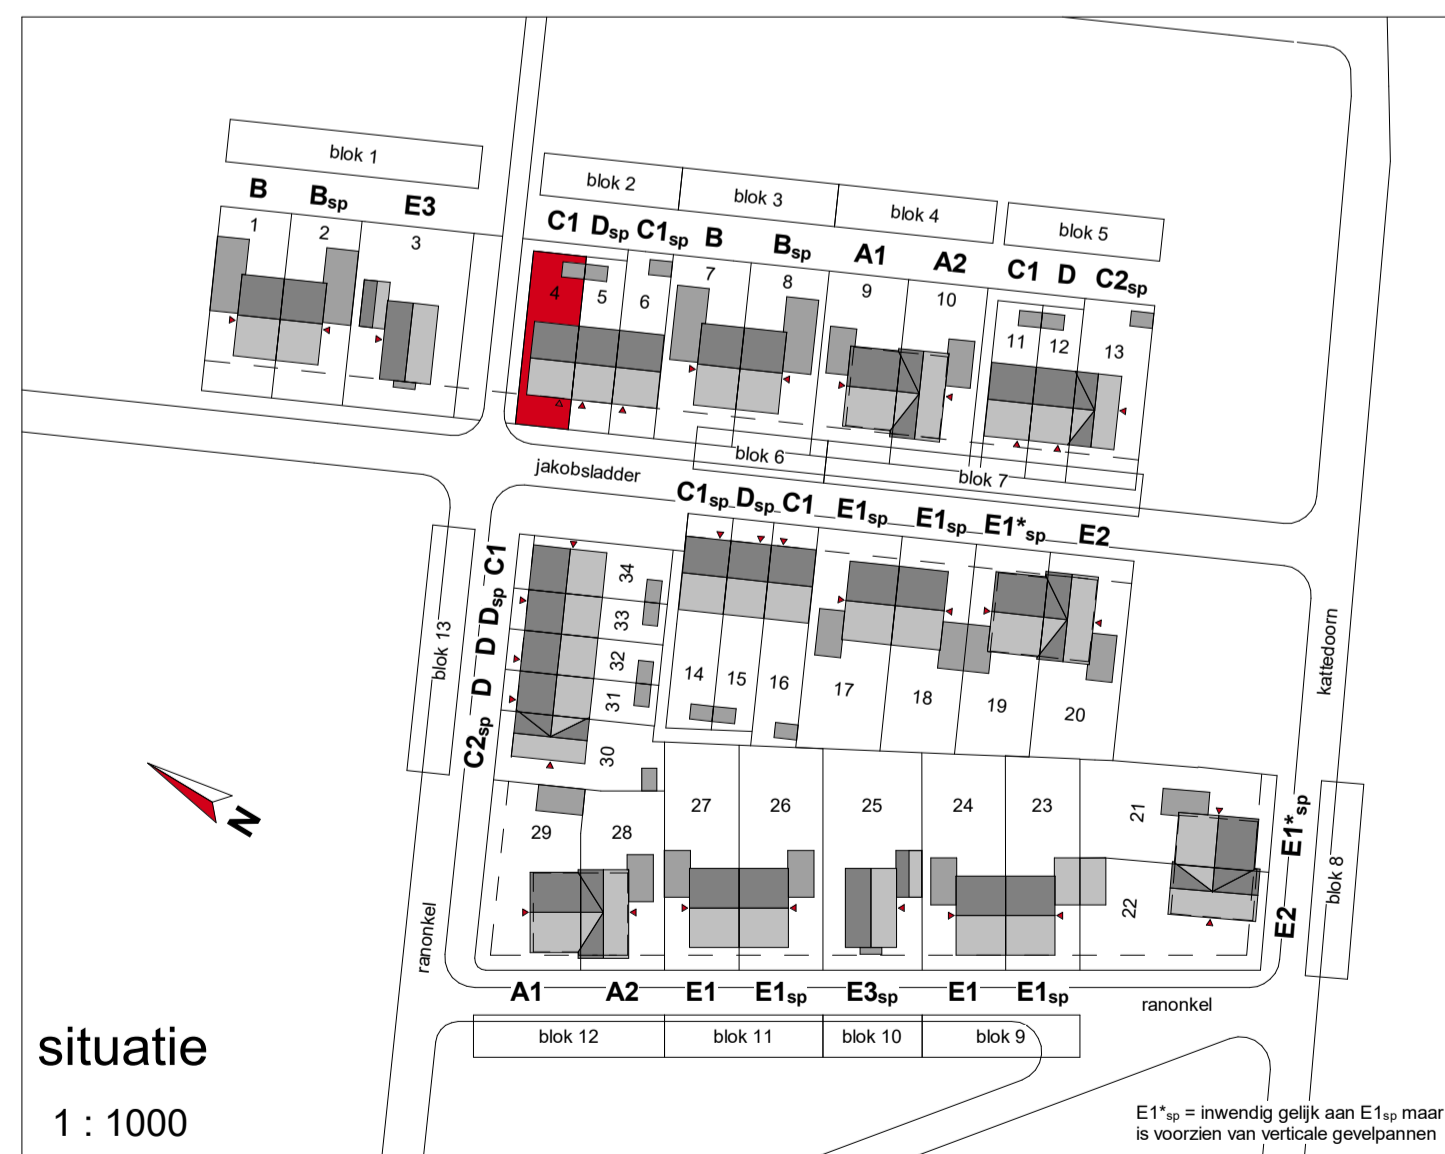 blok 1
B Bsp E3
1 2 3
blok 2 blok 3 blok 4 blok 5
C1 Dsp C1sp B Bsp A1 A2 C1 D C2sp
4 5 6 7 8 9 10 11 12 13
jakobsladder
blok 6 blok 7
C1sp Dsp C1 E1sp E1sp E1*sp E2
14 15 16 17 18 19 20
blok 13
C2sp D D Dsp C1
34
33
32
31
30
kattedoorn
N
29 28 27 26 25 24 23 22 21
E2 E1*sp
blok 8
ranonkel
A1 A2 E1 E1sp E3sp E1 E1sp
ranonkel
blok 12 blok 11 blok 10 blok 9
situatie
1 : 1000
E1*sp = inwendig gelijk aan E1sp maar
is voorzien van verticale gevelpannen